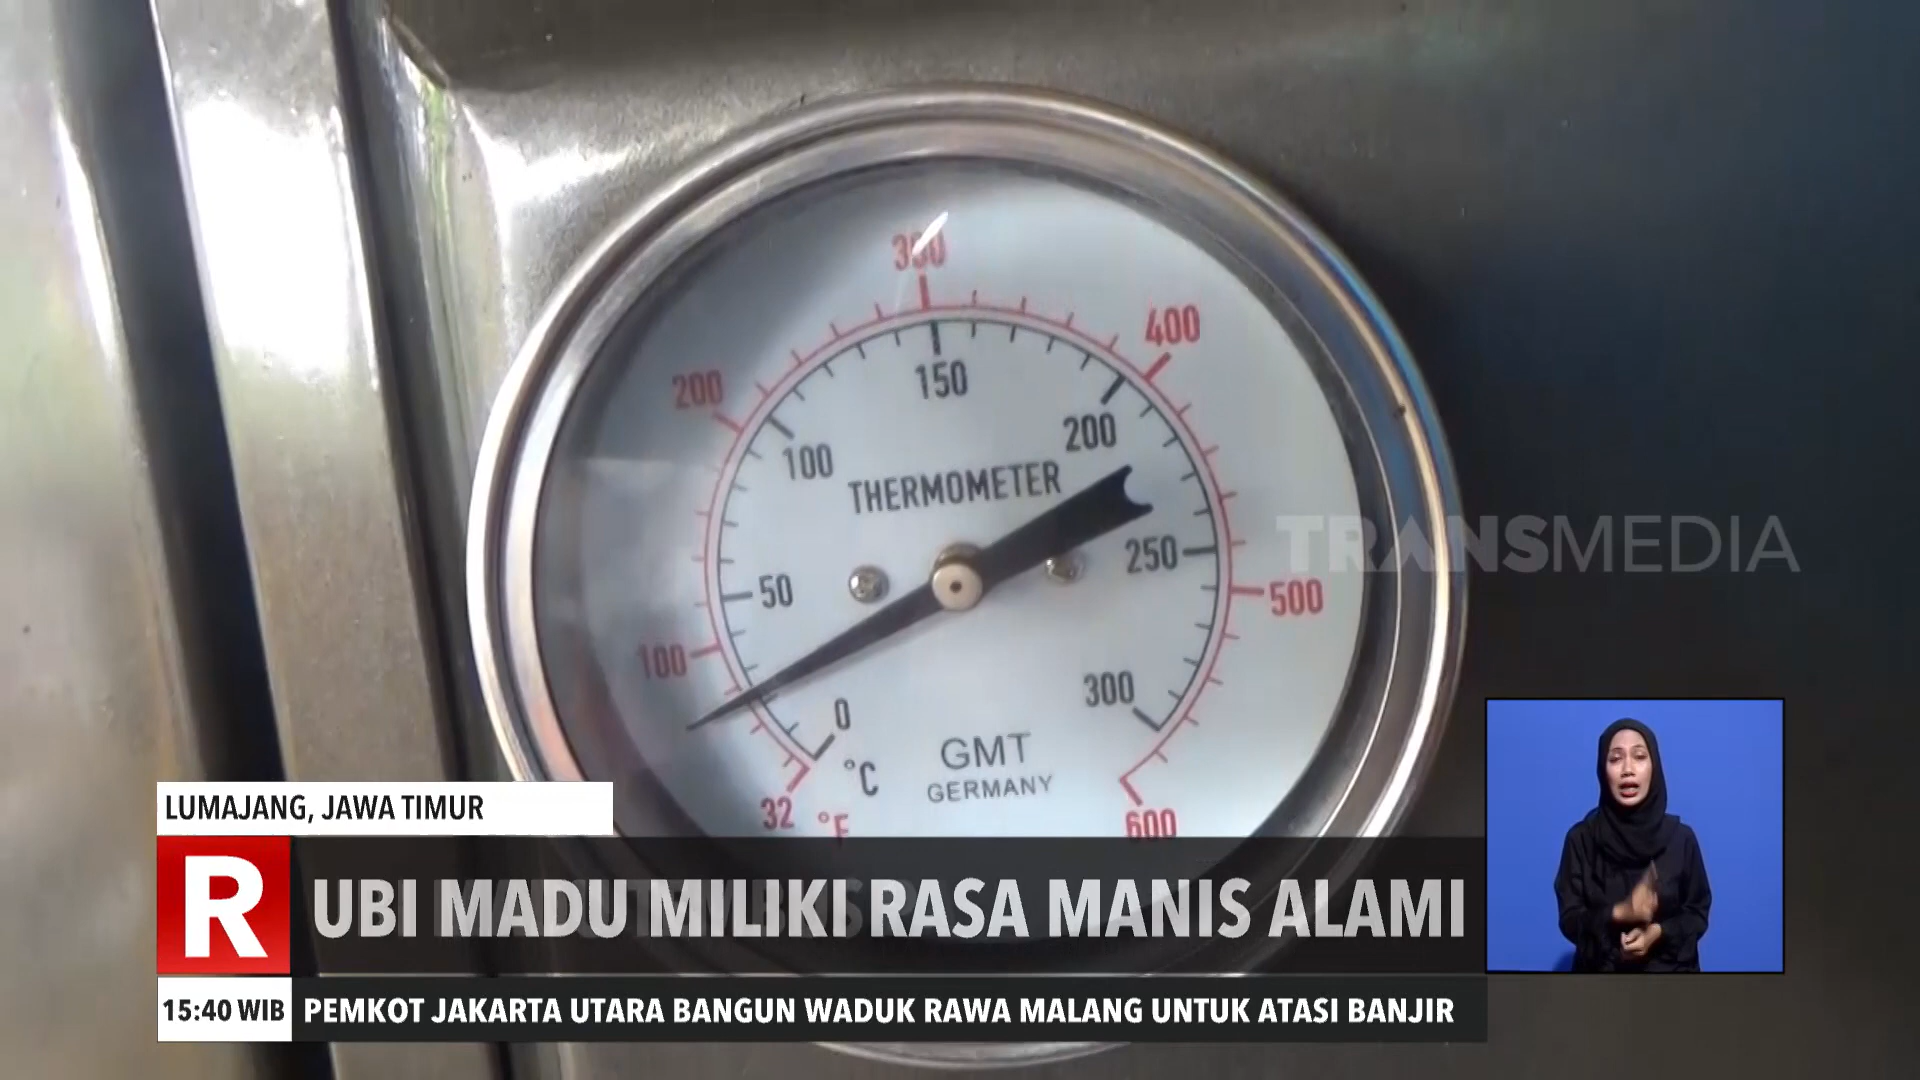 300
400
200
150
100
200
THERMOMETER
TRANSMEDIA
250
50
500
100
300
0
GMT
°C
GERMANY
32 °F
600
LUMAJANG, JAWA TIMUR
R UBI MADU MILIKI RASA MANIS ALAMI
15:40 WIB PEMKOT JAKARTA UTARA BANGUN WADUK RAWA MALANG UNTUK ATASI BANJIR